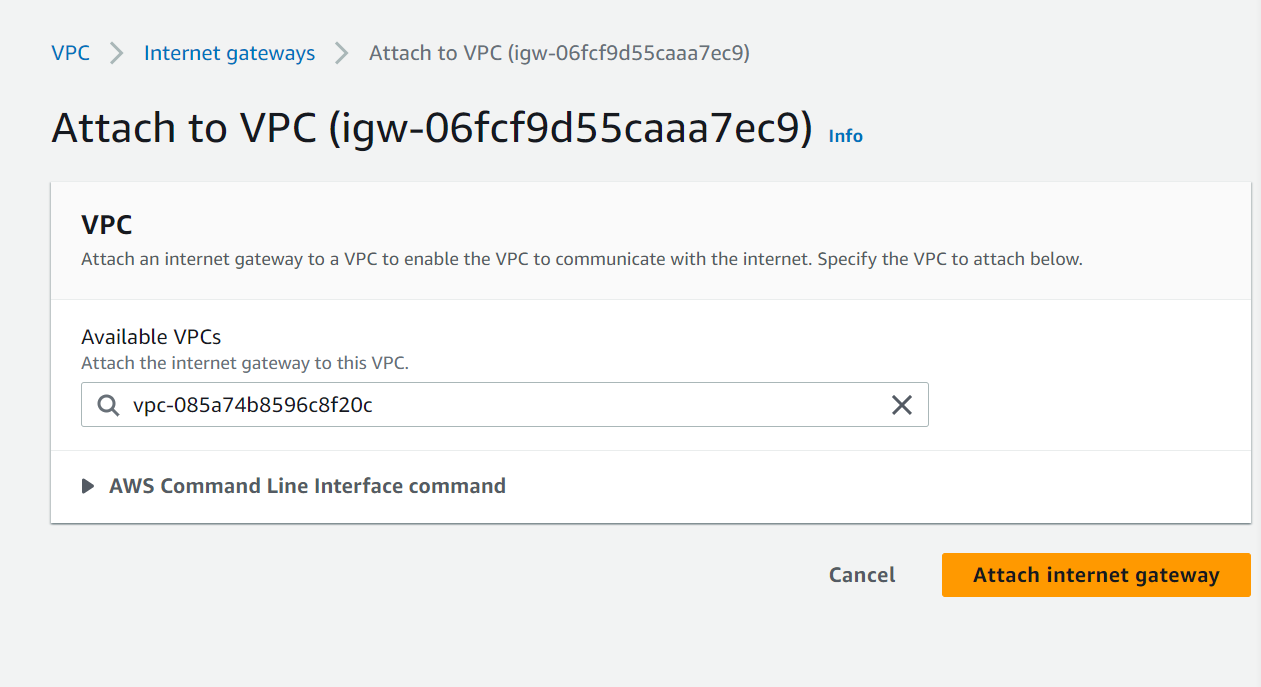 VPC > Internet gateways > Attach to VPC (igw-06fcf9d55caaa7ec9)
Attach to VPC (igw-06fcf9d55caaa7ec9) Info
VPC
Attach an internet gateway to a VPC to enable the VPC to communicate with the internet. Specify the VPC to attach below.
Available VPCs
Attach the internet gateway to this VPC.
vpc-085a74b8596c8f20c
AWS Command Line Interface command
Cancel Attach internet gateway